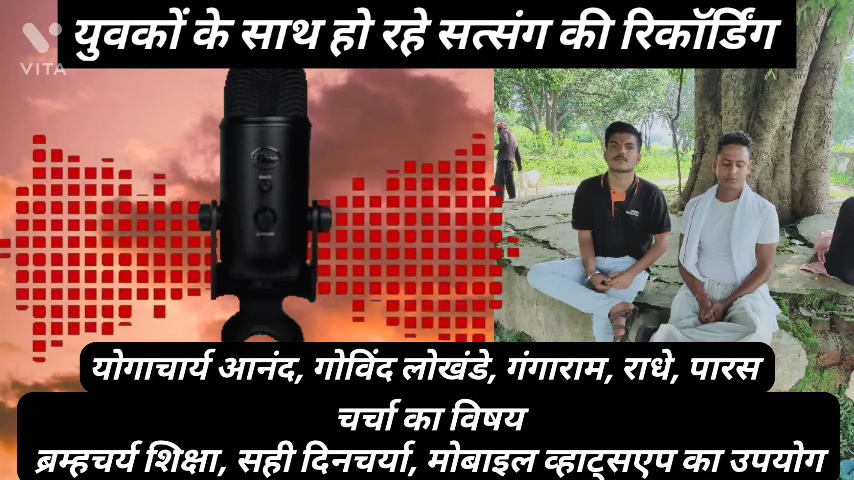 युवकों के साथ हो रहे सत्संग की रिकॉर्डिंग
VITA
योगाचार्य आनंद, गोविंद लोखंडे, गंगाराम, राधे, पारस
चर्चा का विषय
ब्रम्हचर्य शिक्षा, सही दिनचर्या, मोबाइल व्हाट्सएप का उपयोग